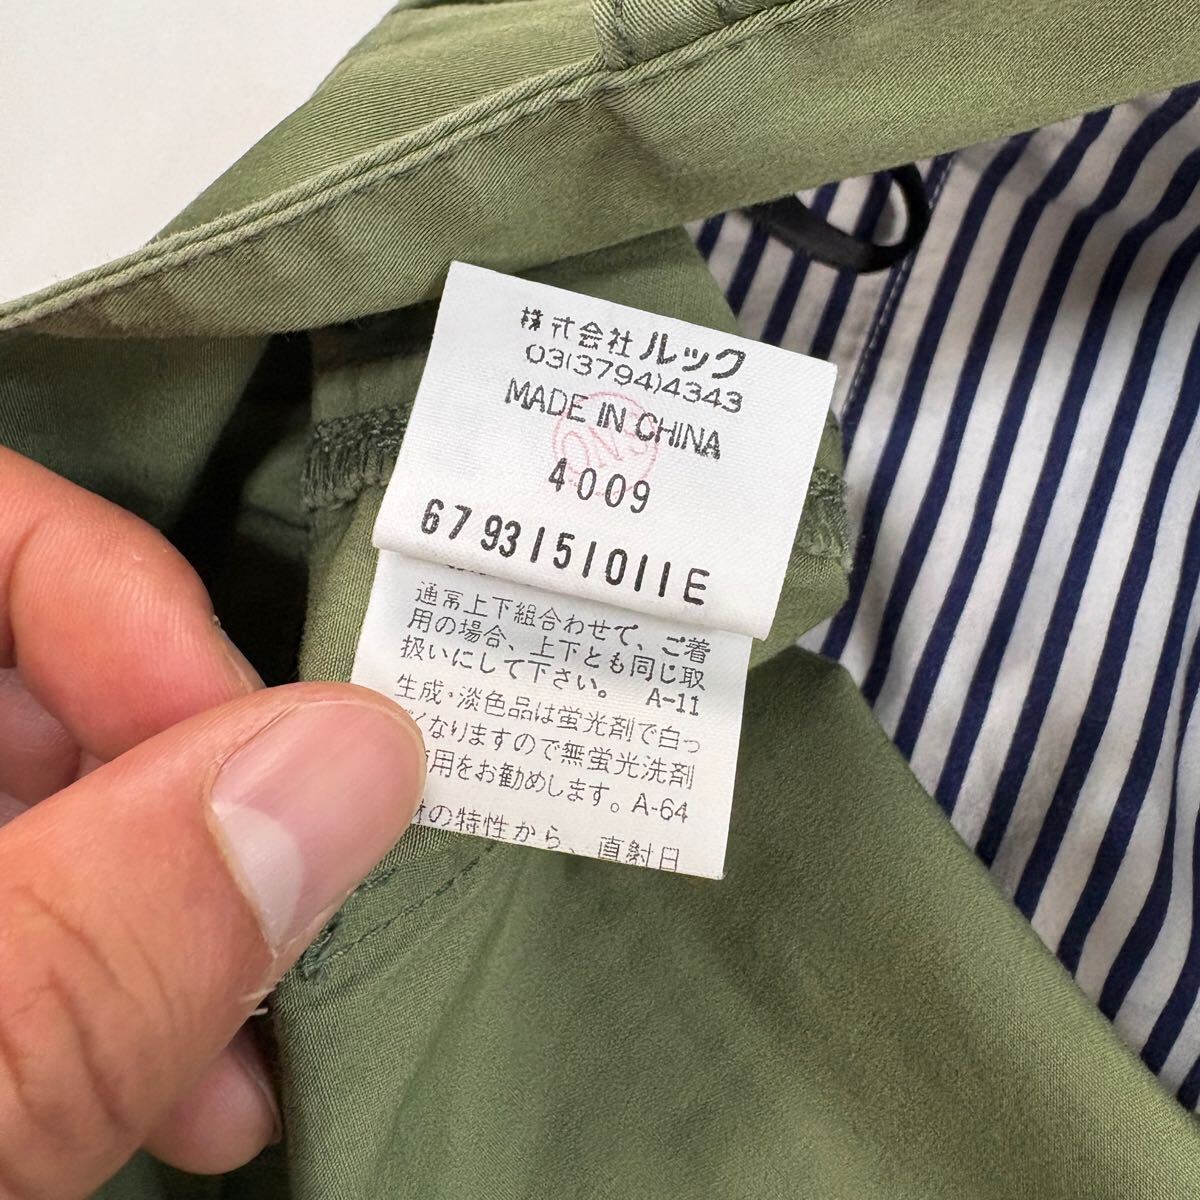 株式会社 ルック
03(3794)4343
MADE IN CHINA
4009
67 93151011E
通常上下組合わせて、ご着
用の場合、上下とも同じ取
扱いにして下さい。 A-11
生成・淡色品は蛍光剤で白っ
くなりますので無蛍光洗剤
用をお勧めします。A-64
の特性から、直射日